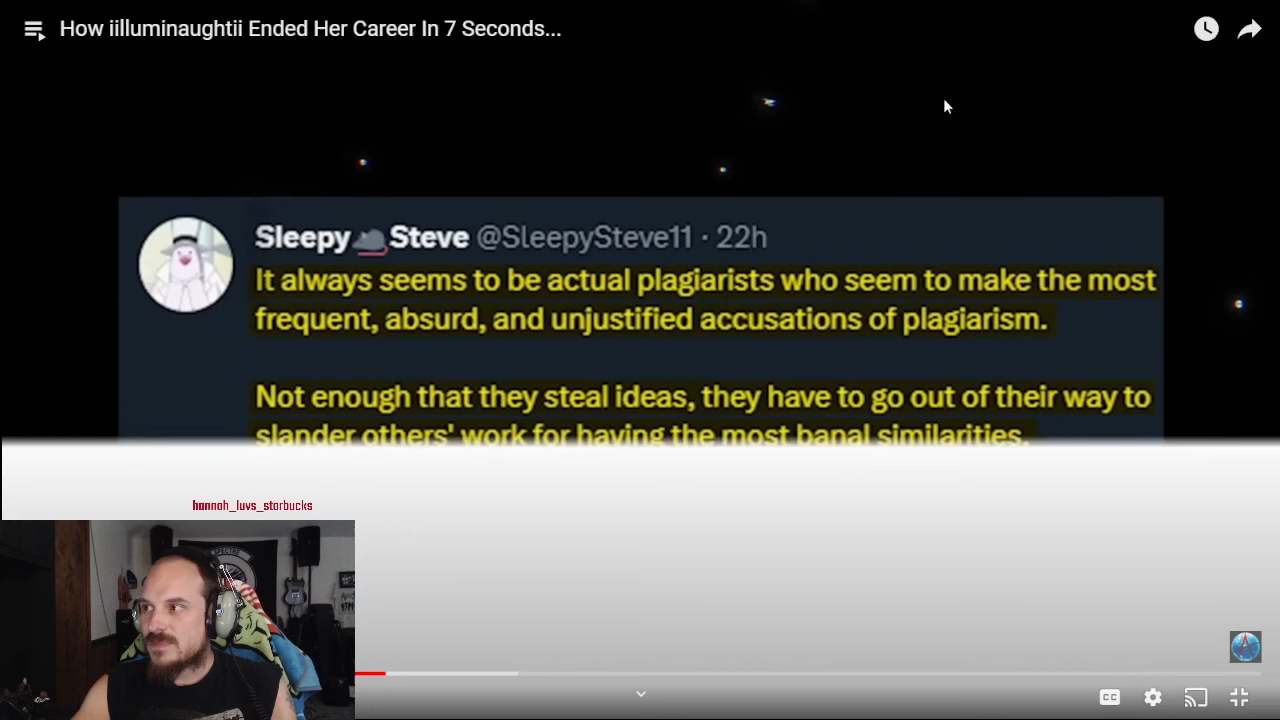 How iilluminaughtii Ended Her Career In 7 Seconds...
Sleepy Steve @SleepySteve11 · 22h
It always seems to be actual plagiarists who seem to make the most
frequent, absurd, and unjustified accusations of plagiarism.
Not enough that they steal ideas, they have to go out of their way to
slander others' work for having the most banal similarities.
hannah_luvs_starbucks
SPECTRE
CC